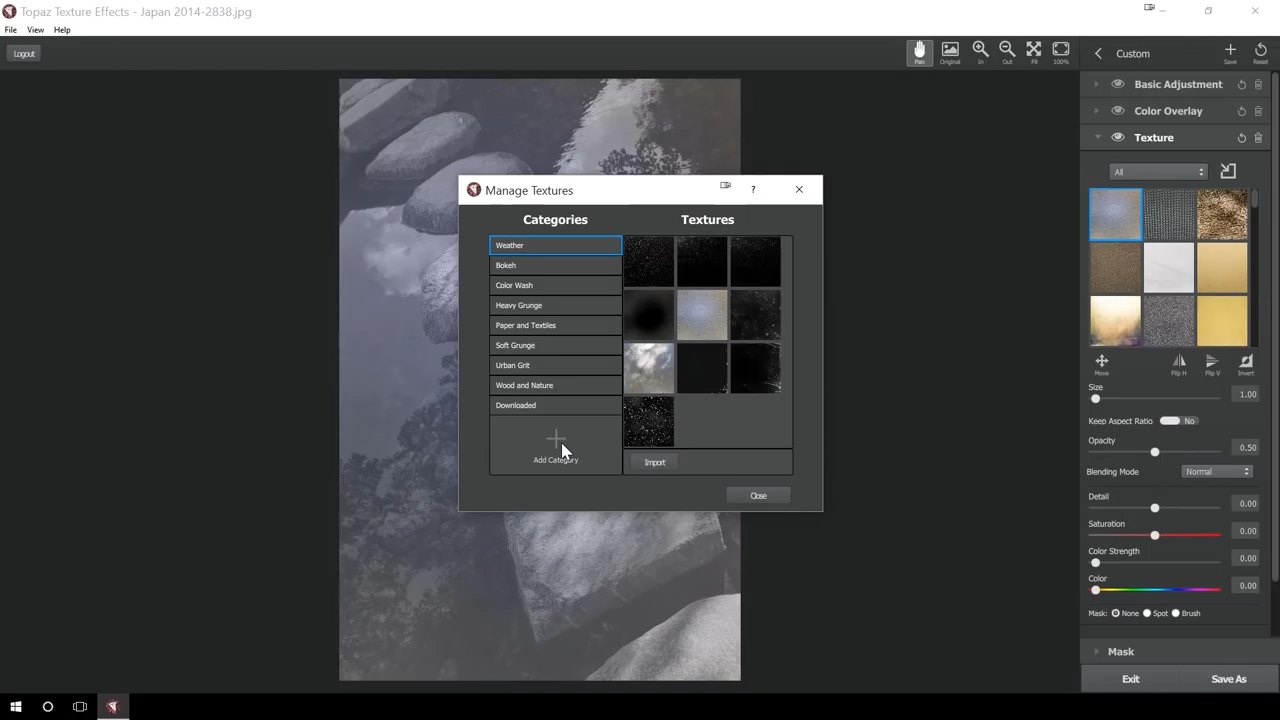 Topaz Texture Effects - Japan 2014-2838.jpg
File View Help
Logout
Pan Original In Out Fit 100%
Custom
Save Reset
Basic Adjustment
Color Overlay
Texture
All
Move Flip H Flip V Invert
Size 1.00
Keep Aspect Ratio No
Opacity 0.50
Blending Mode Normal
Detail 0.00
Saturation 0.00
Color Strength 0.00
Color 0.00
Mask: None Spot Brush
Mask
Exit Save As
Manage Textures ?
Categories Textures
Weather
Bokeh
Color Wash
Heavy Grunge
Paper and Textiles
Soft Grunge
Urban Grit
Wood and Nature
Downloaded
Add Category
Import
Close